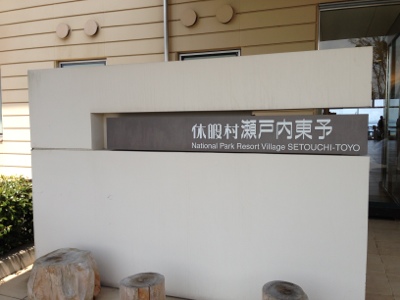 休暇村瀬戸内東予
National Park Resort Village SETOUCHI-TOYO